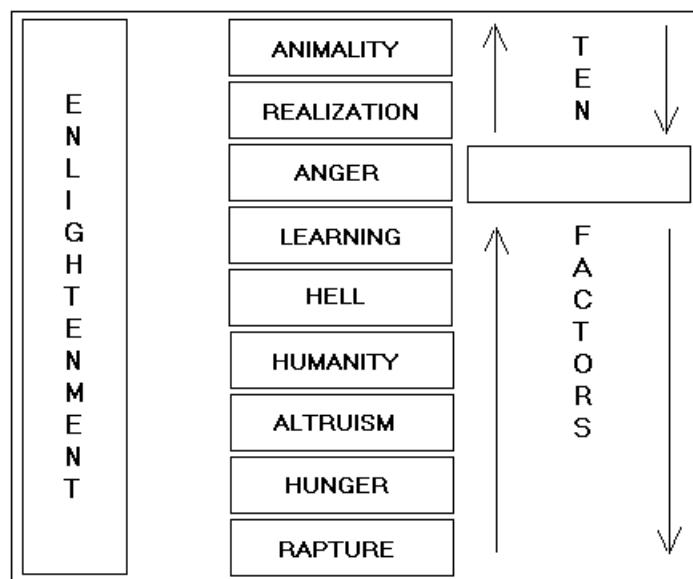 ENLIGHTENMENT
ANIMALITY
REALIZATION
ANGER
LEARNING
HELL
HUMANITY
ALTRUISM
HUNGER
RAPTURE
TEN
FACTORS